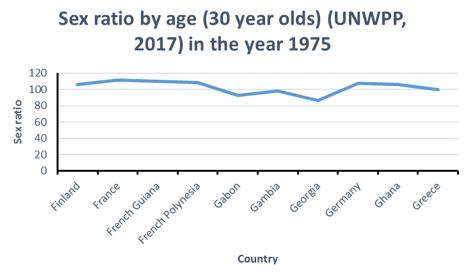 Sex ratio by age (30 year olds) (UNWPP,
2017) in the year 1975
120
100
80
60
40
20
0
Sex ratio
Finland
France
French Guiana
French Polynesia
Gabon
Gambia
Georgia
Germany
Ghana
Greece
Country